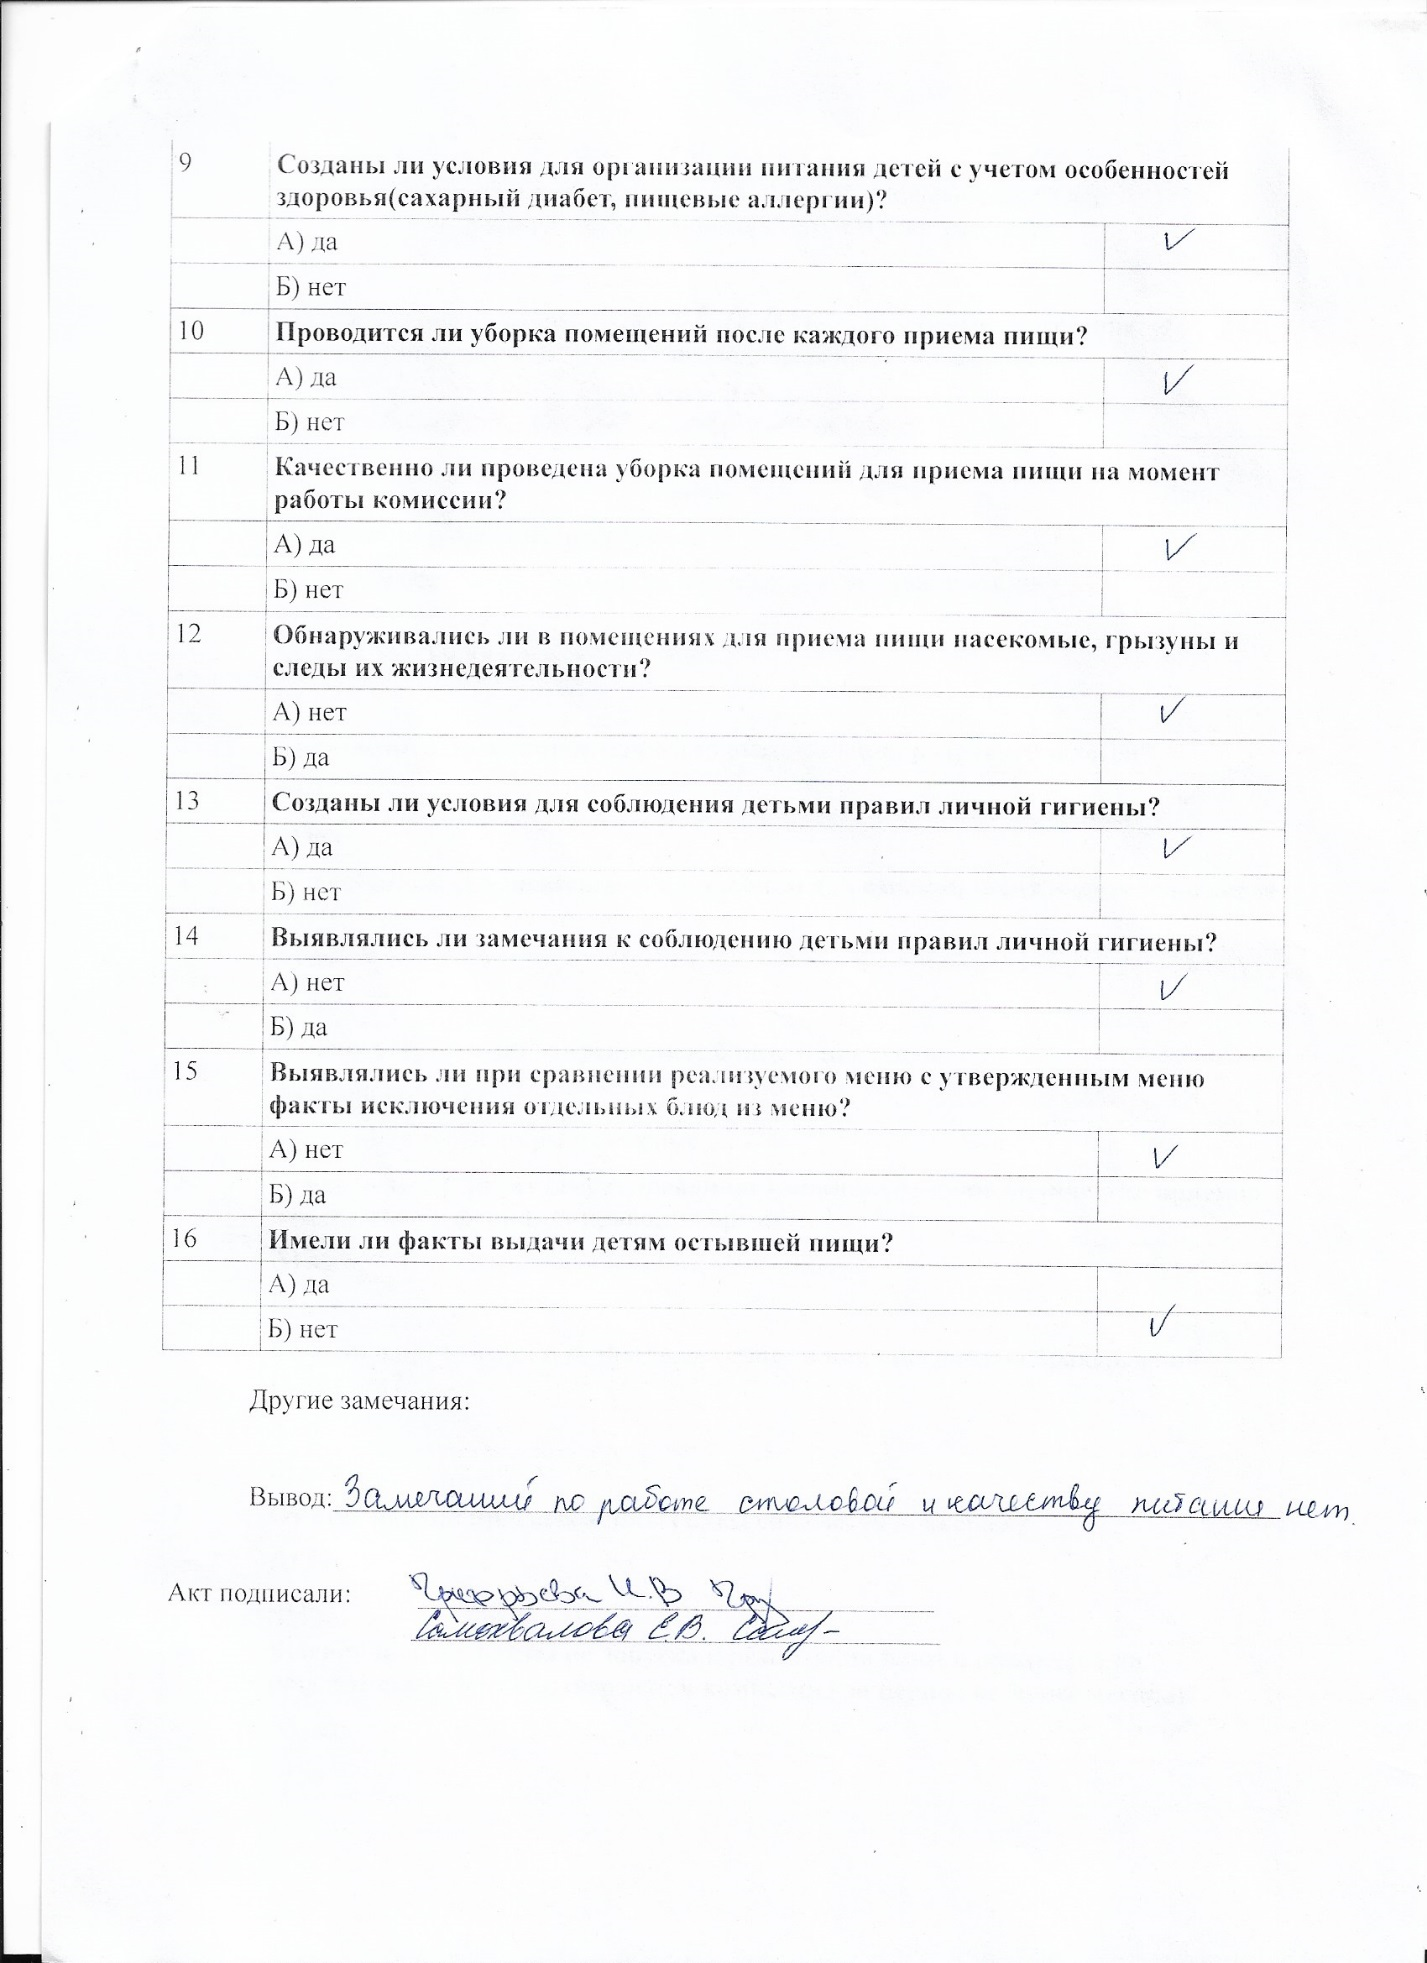 9 Созданы ли условия для организации питания детей с учетом особенностей
здоровья(сахарный диабет, пищевые аллергии)?
А) да ✓
Б) нет
10 Проводится ли уборка помещений после каждого приема пищи?
А) да ✓
Б) нет
11 Качественно ли проведена уборка помещений для приема пищи на момент
работы комиссии?
А) да ✓
Б) нет
12 Обнаруживались ли в помещениях для приема пищи насекомые, грызуны и
следы их жизнедеятельности?
А) нет ✓
Б) да
13 Созданы ли условия для соблюдения детьми правил личной гигиены?
А) да ✓
Б) нет
14 Выявлялись ли замечания к соблюдению детьми правил личной гигиены?
А) нет ✓
Б) да
15 Выявлялись ли при сравнении реализуемого меню с утвержденным меню
факты исключения отдельных блюд из меню?
А) нет ✓
Б) да
16 Имели ли факты выдачи детям остывшей пищи?
А) да
Б) нет ✓
Другие замечания:
Вывод: Замечаний по работе столовой и качеству питания нет.
Акт подписали: И.В
Самохвалова Е.В.